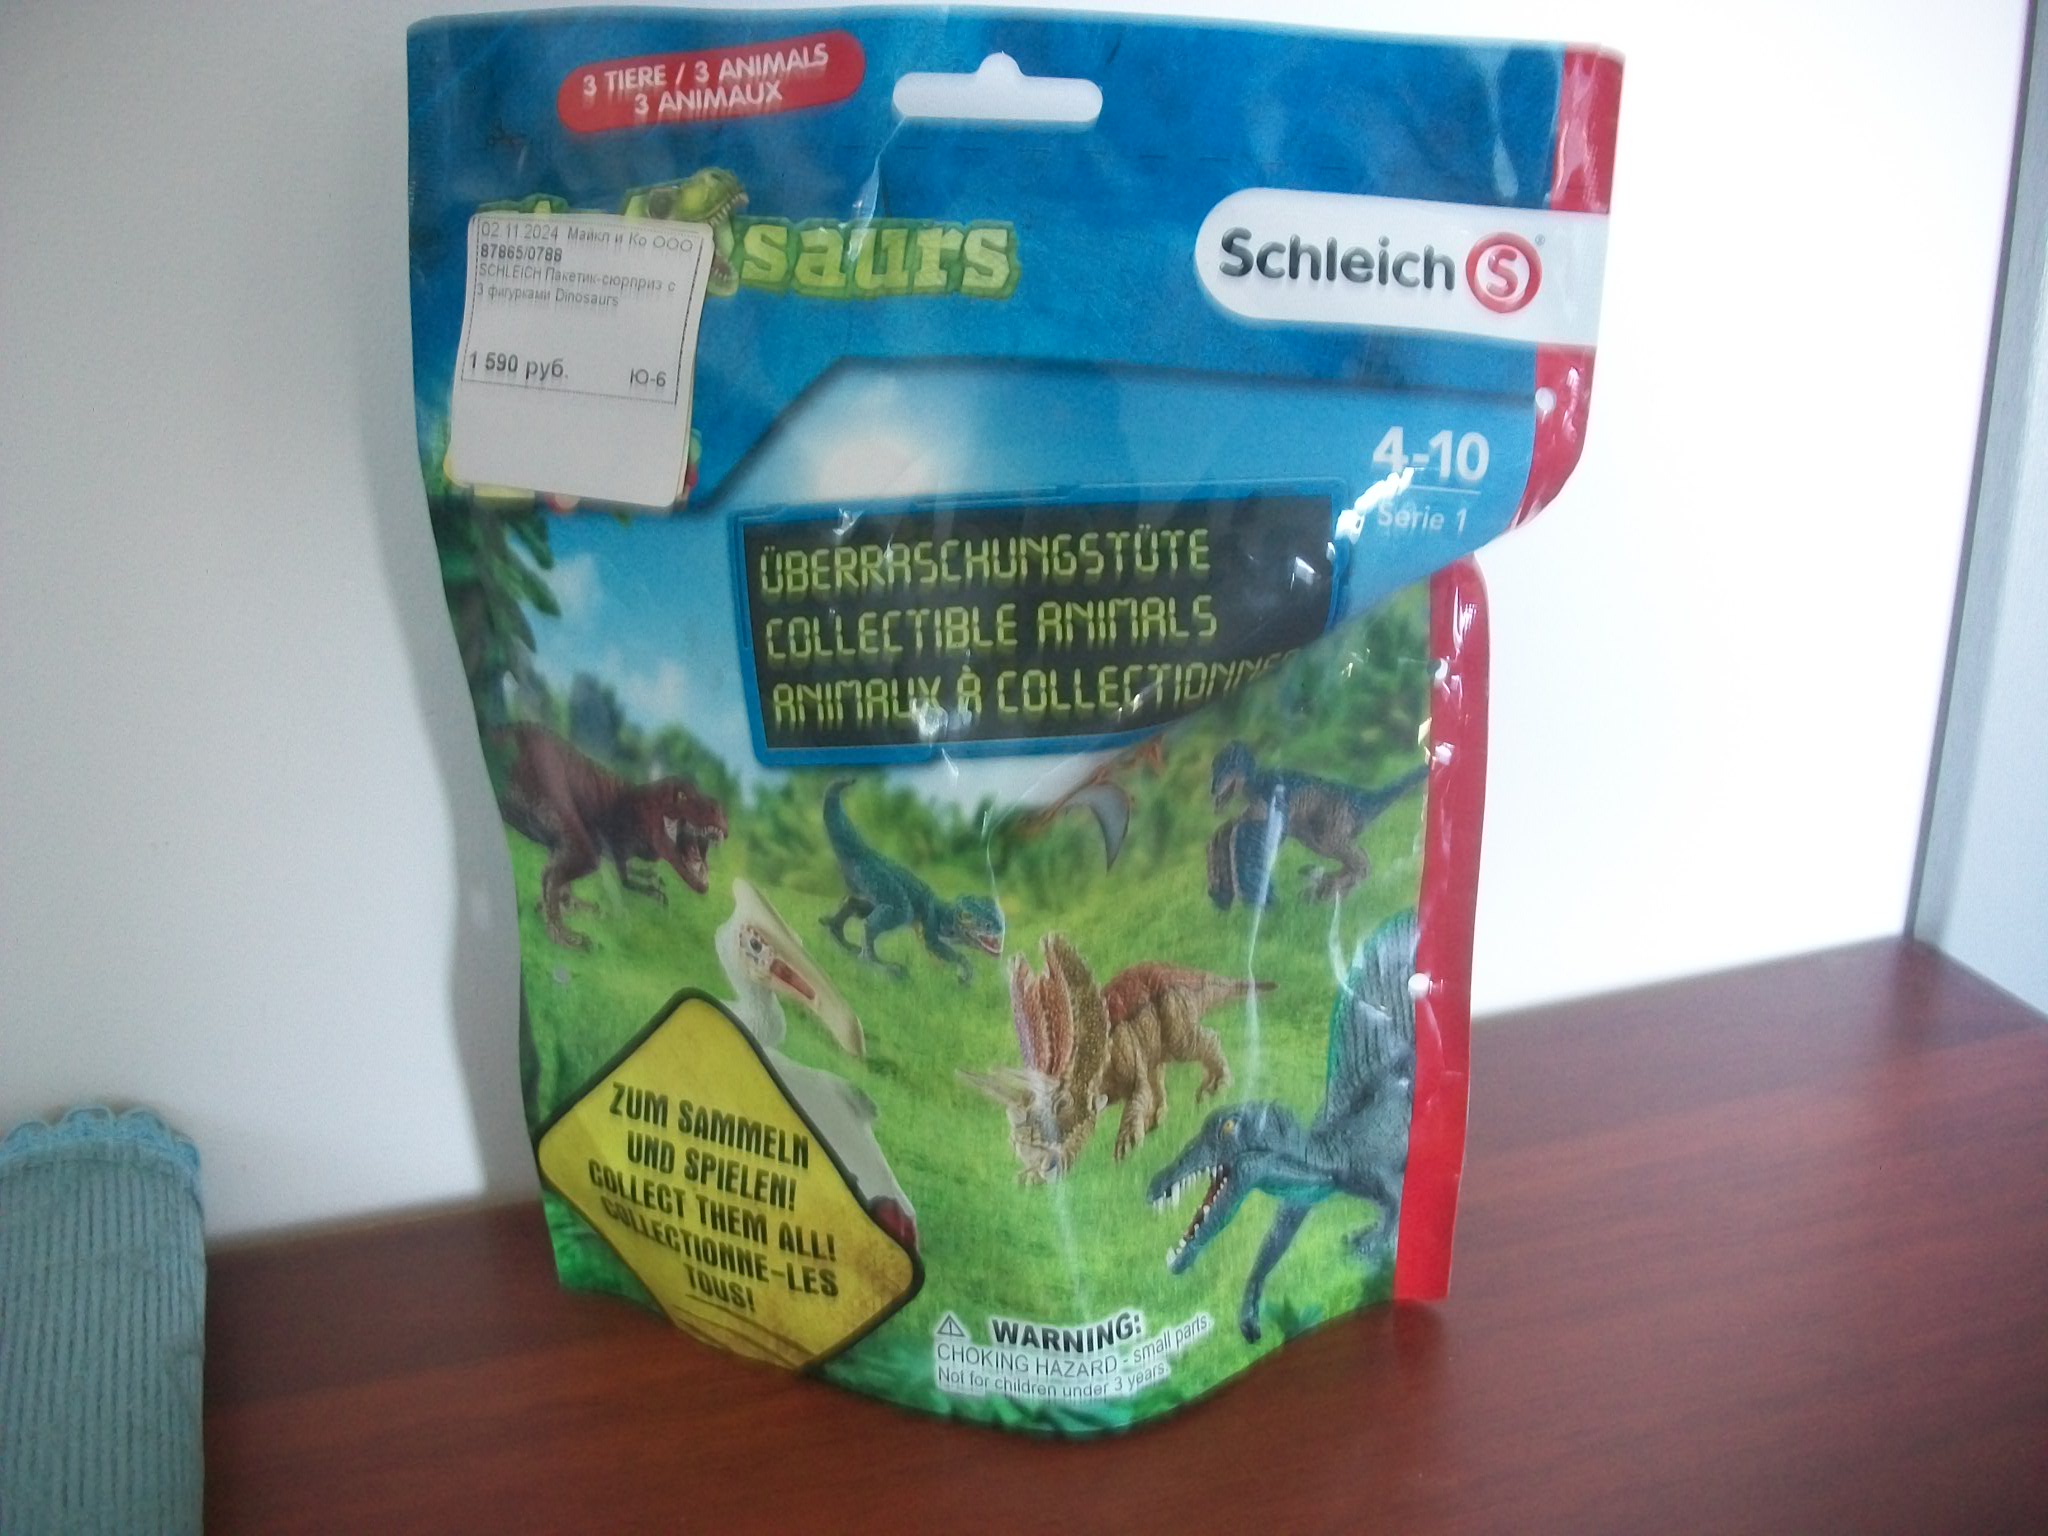 3 TIERE / 3 ANIMALS
3 ANIMAUX
saurs
Schleich S®
02.11.2024 Майкл и Ко ООО
87865/0788
SCHLEICH Пакетик-сюрприз с
3 фигурками Dinosaurs
1 590 руб. Ю-6
4-10
Serie 1
ÜBERRASCHUNGSTÜTE
COLLECTIBLE ANIMALS
ANIMAUX À COLLECTIONNER
ZUM SAMMELN
UND SPIELEN!
COLLECT THEM ALL!
COLLECTIONNE-LES
TOUS!
WARNING:
CHOKING HAZARD - small parts.
Not for children under 3 years.